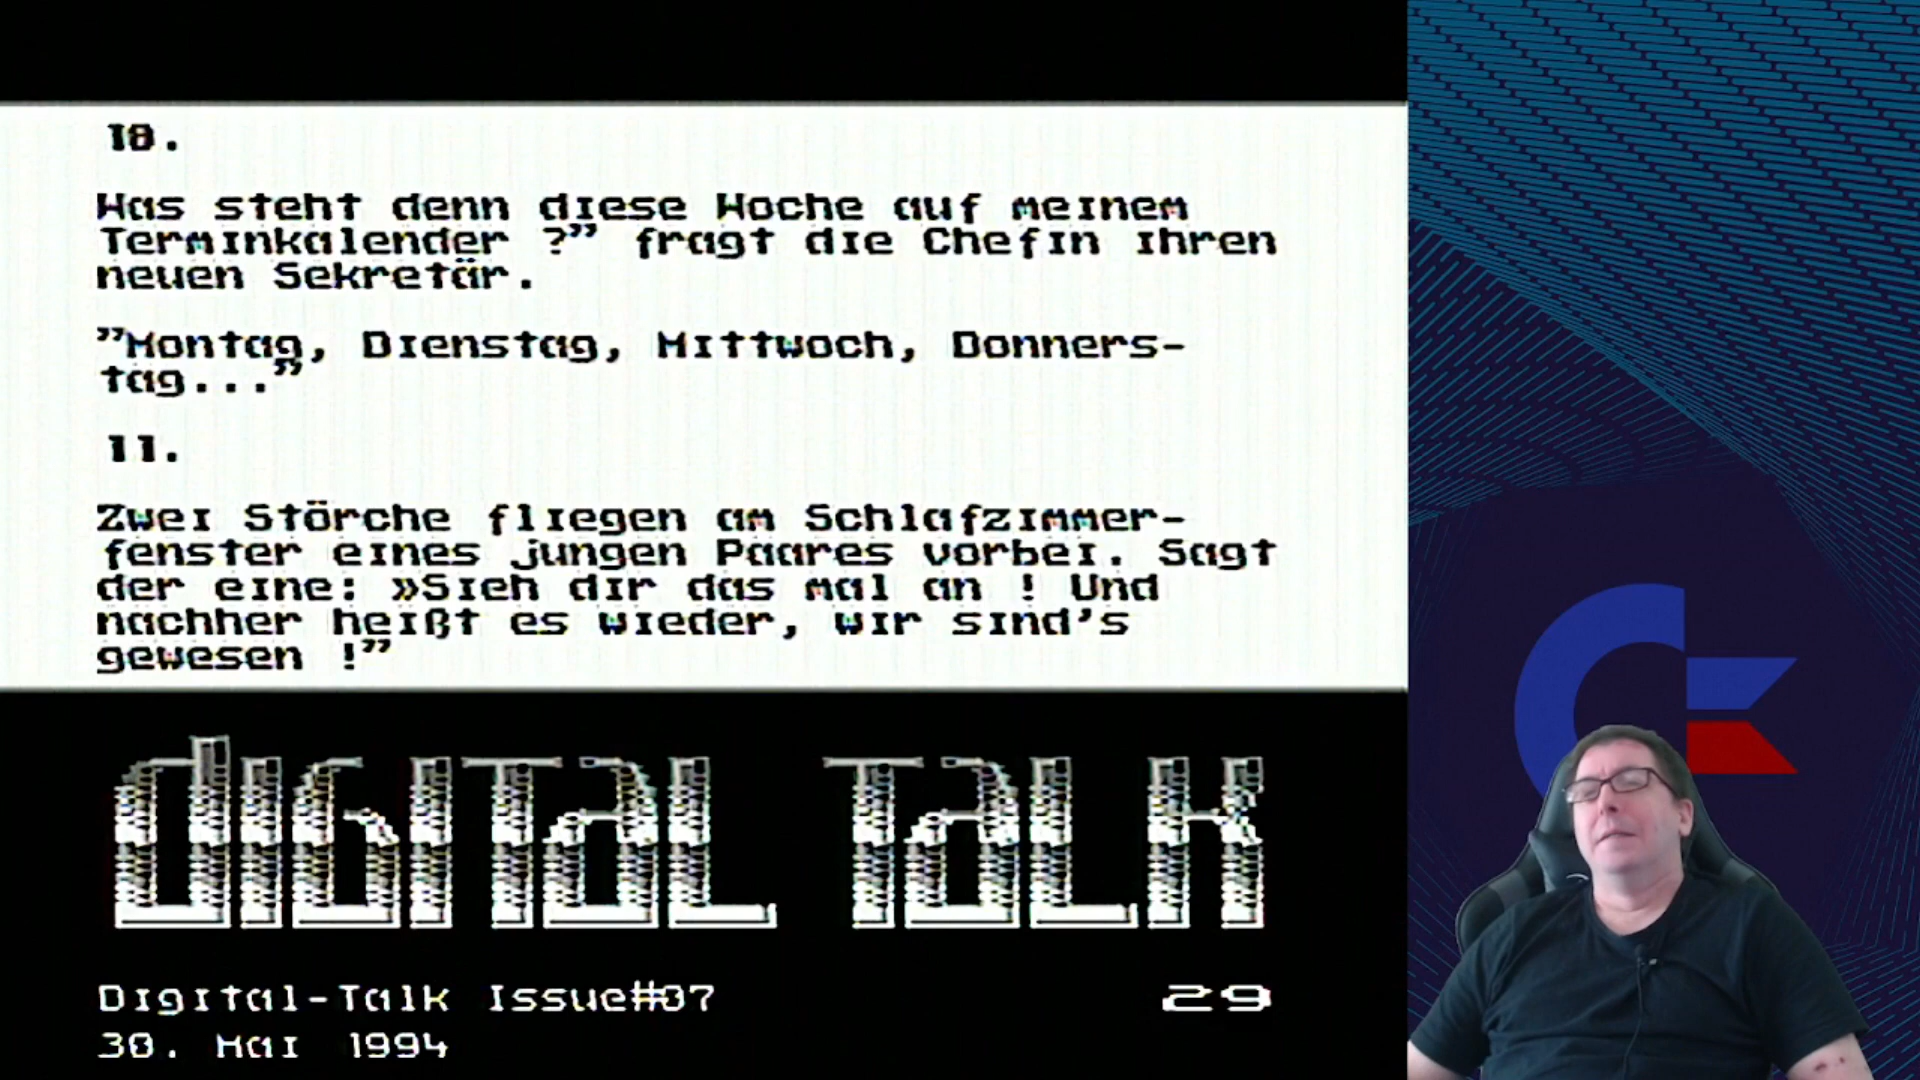 10.
Was steht denn diese Woche auf meinem
Terminkalender ?” fragt die Chefin ihren
neuen Sekretär.
”Montag, Dienstag, Mittwoch, Donners-
tag...”
11.
Zwei Störche fliegen am Schlafzimmer-
fenster eines jungen Paares vorbei. Sagt
der eine: »Sieh dir das mal an ! Und
nachher heißt es wieder, wir sind’s
gewesen !”
DIGITAL TALK
Digital-Talk Issue#07
29
30. Mai 1994